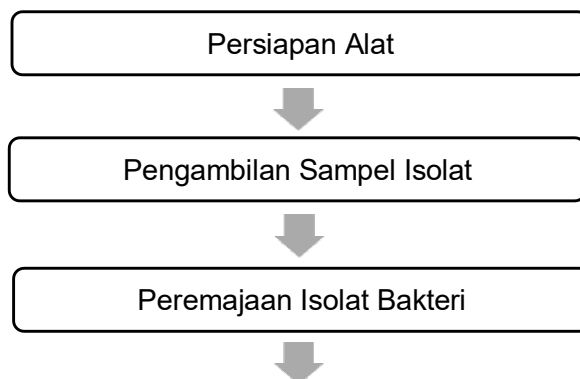 Persiapan Alat
Pengambilan Sampel Isolat
Peremajaan Isolat Bakteri